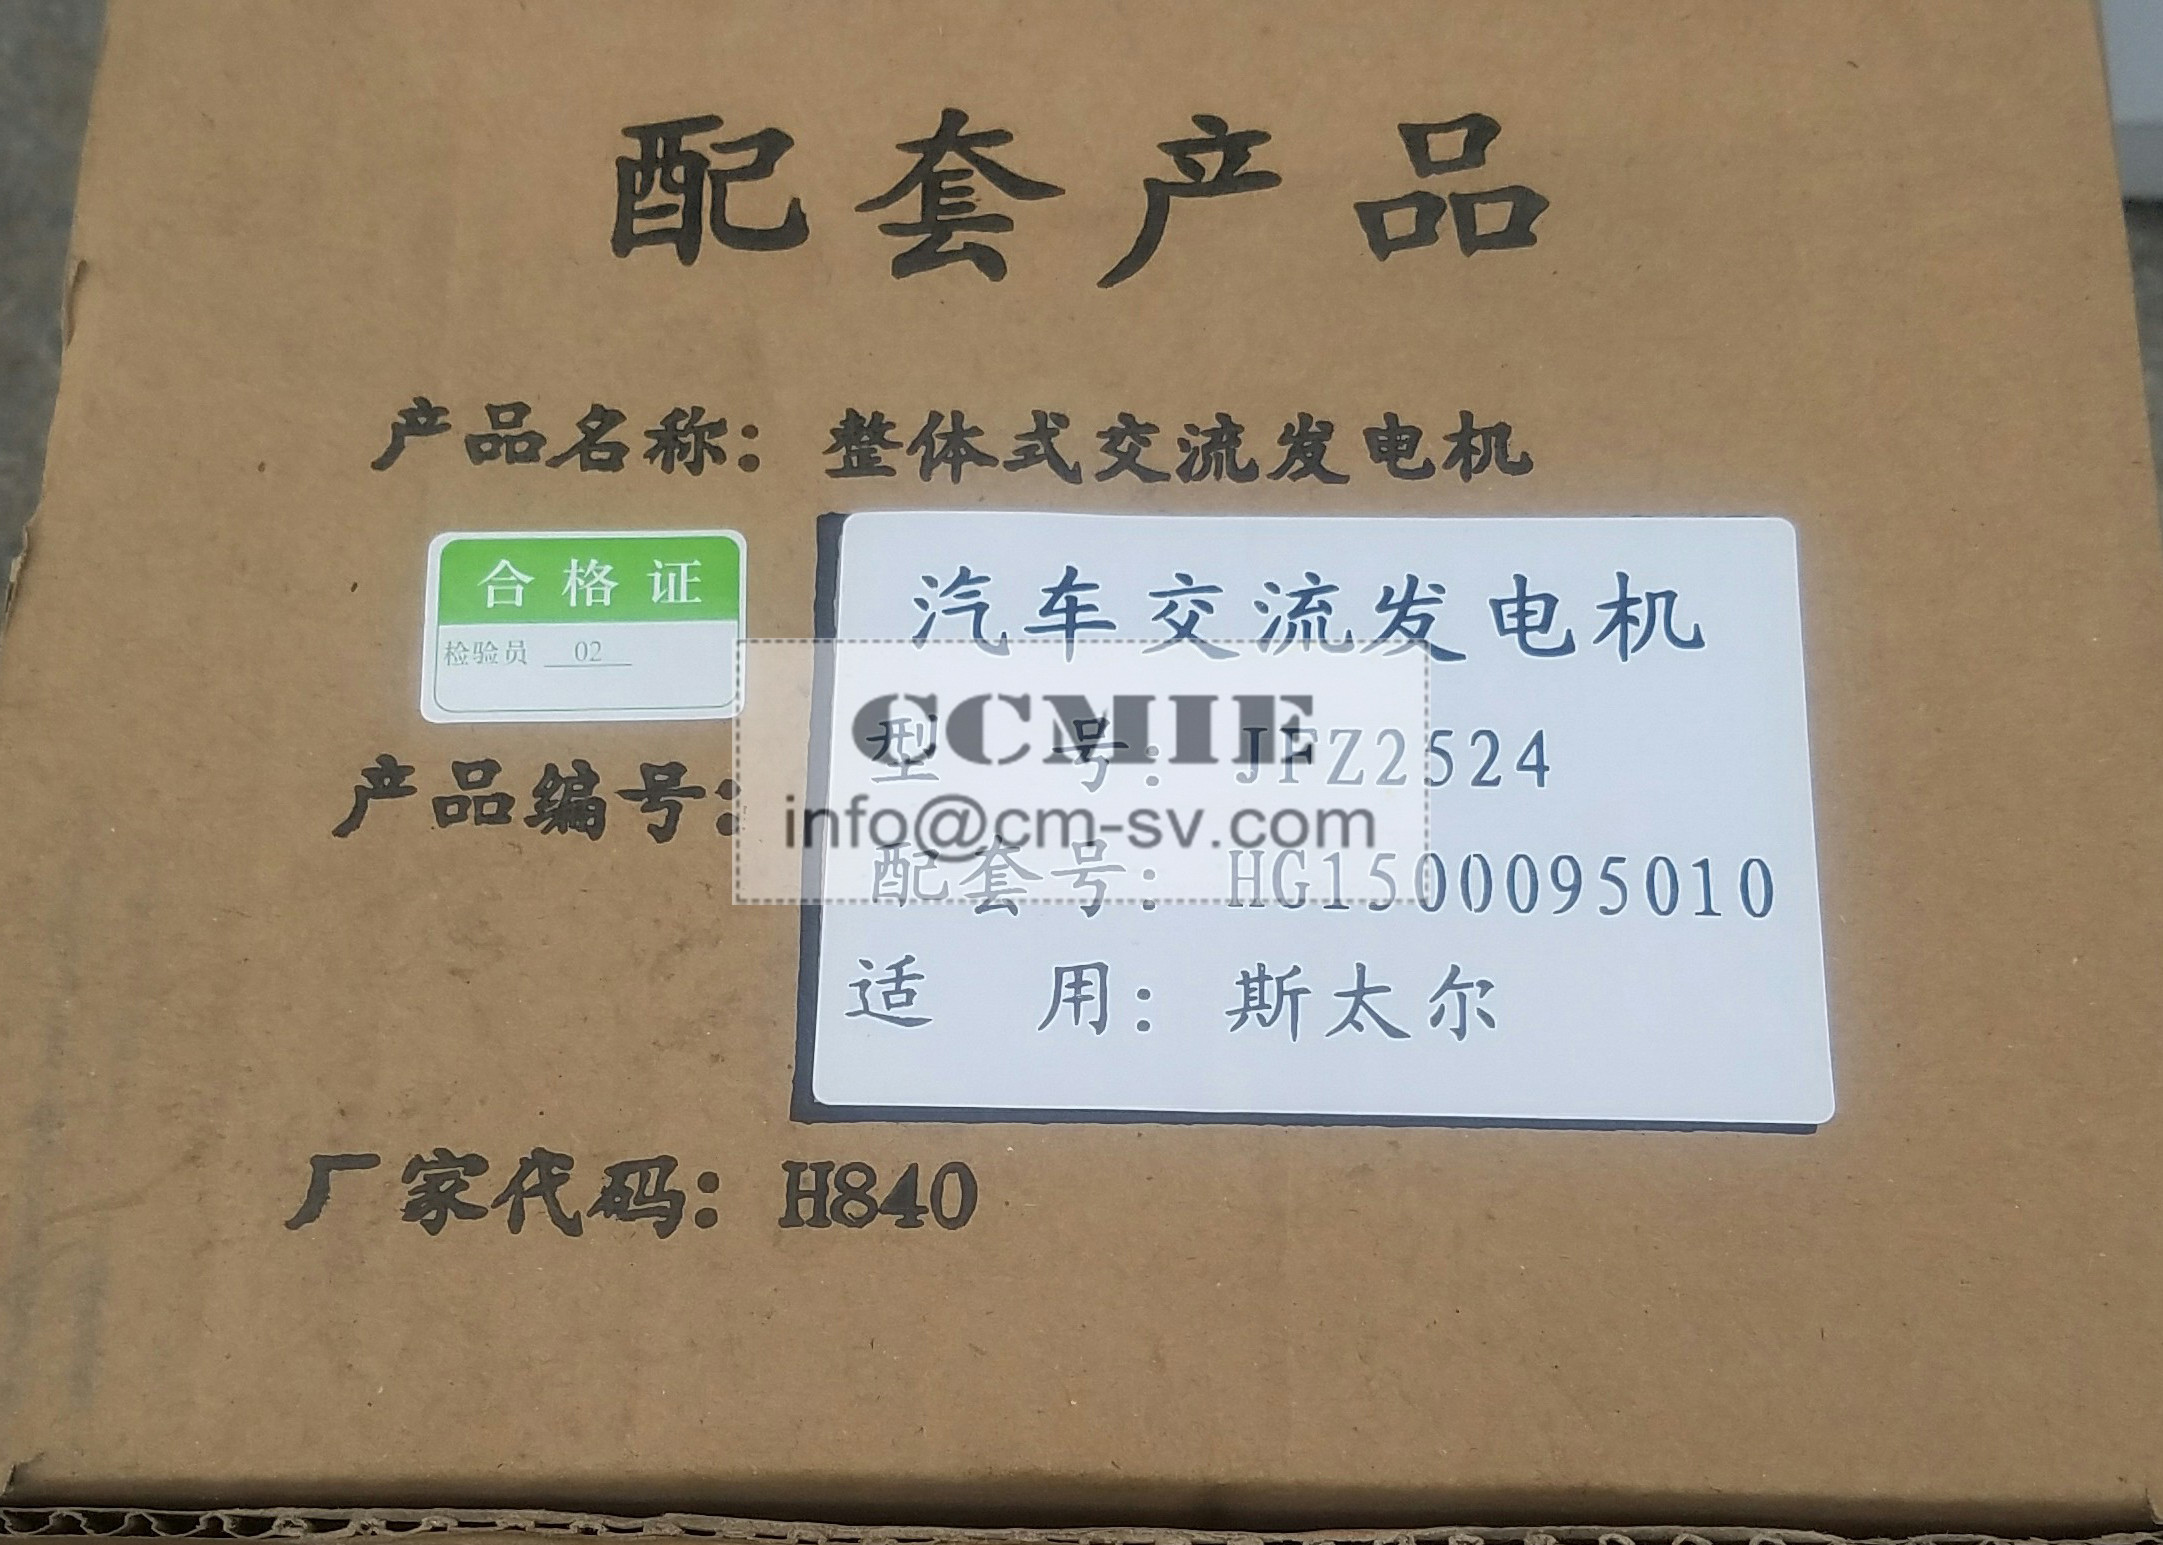 配套产品
产品名称：整体式交流发电机
合格证
检验员 02
汽车交流发电机
型 号：JFZ2524
CCMIE
info@cm-sv.com
产品编号：
配套号：HG1500095010
适 用：斯太尔
厂家代码：H840